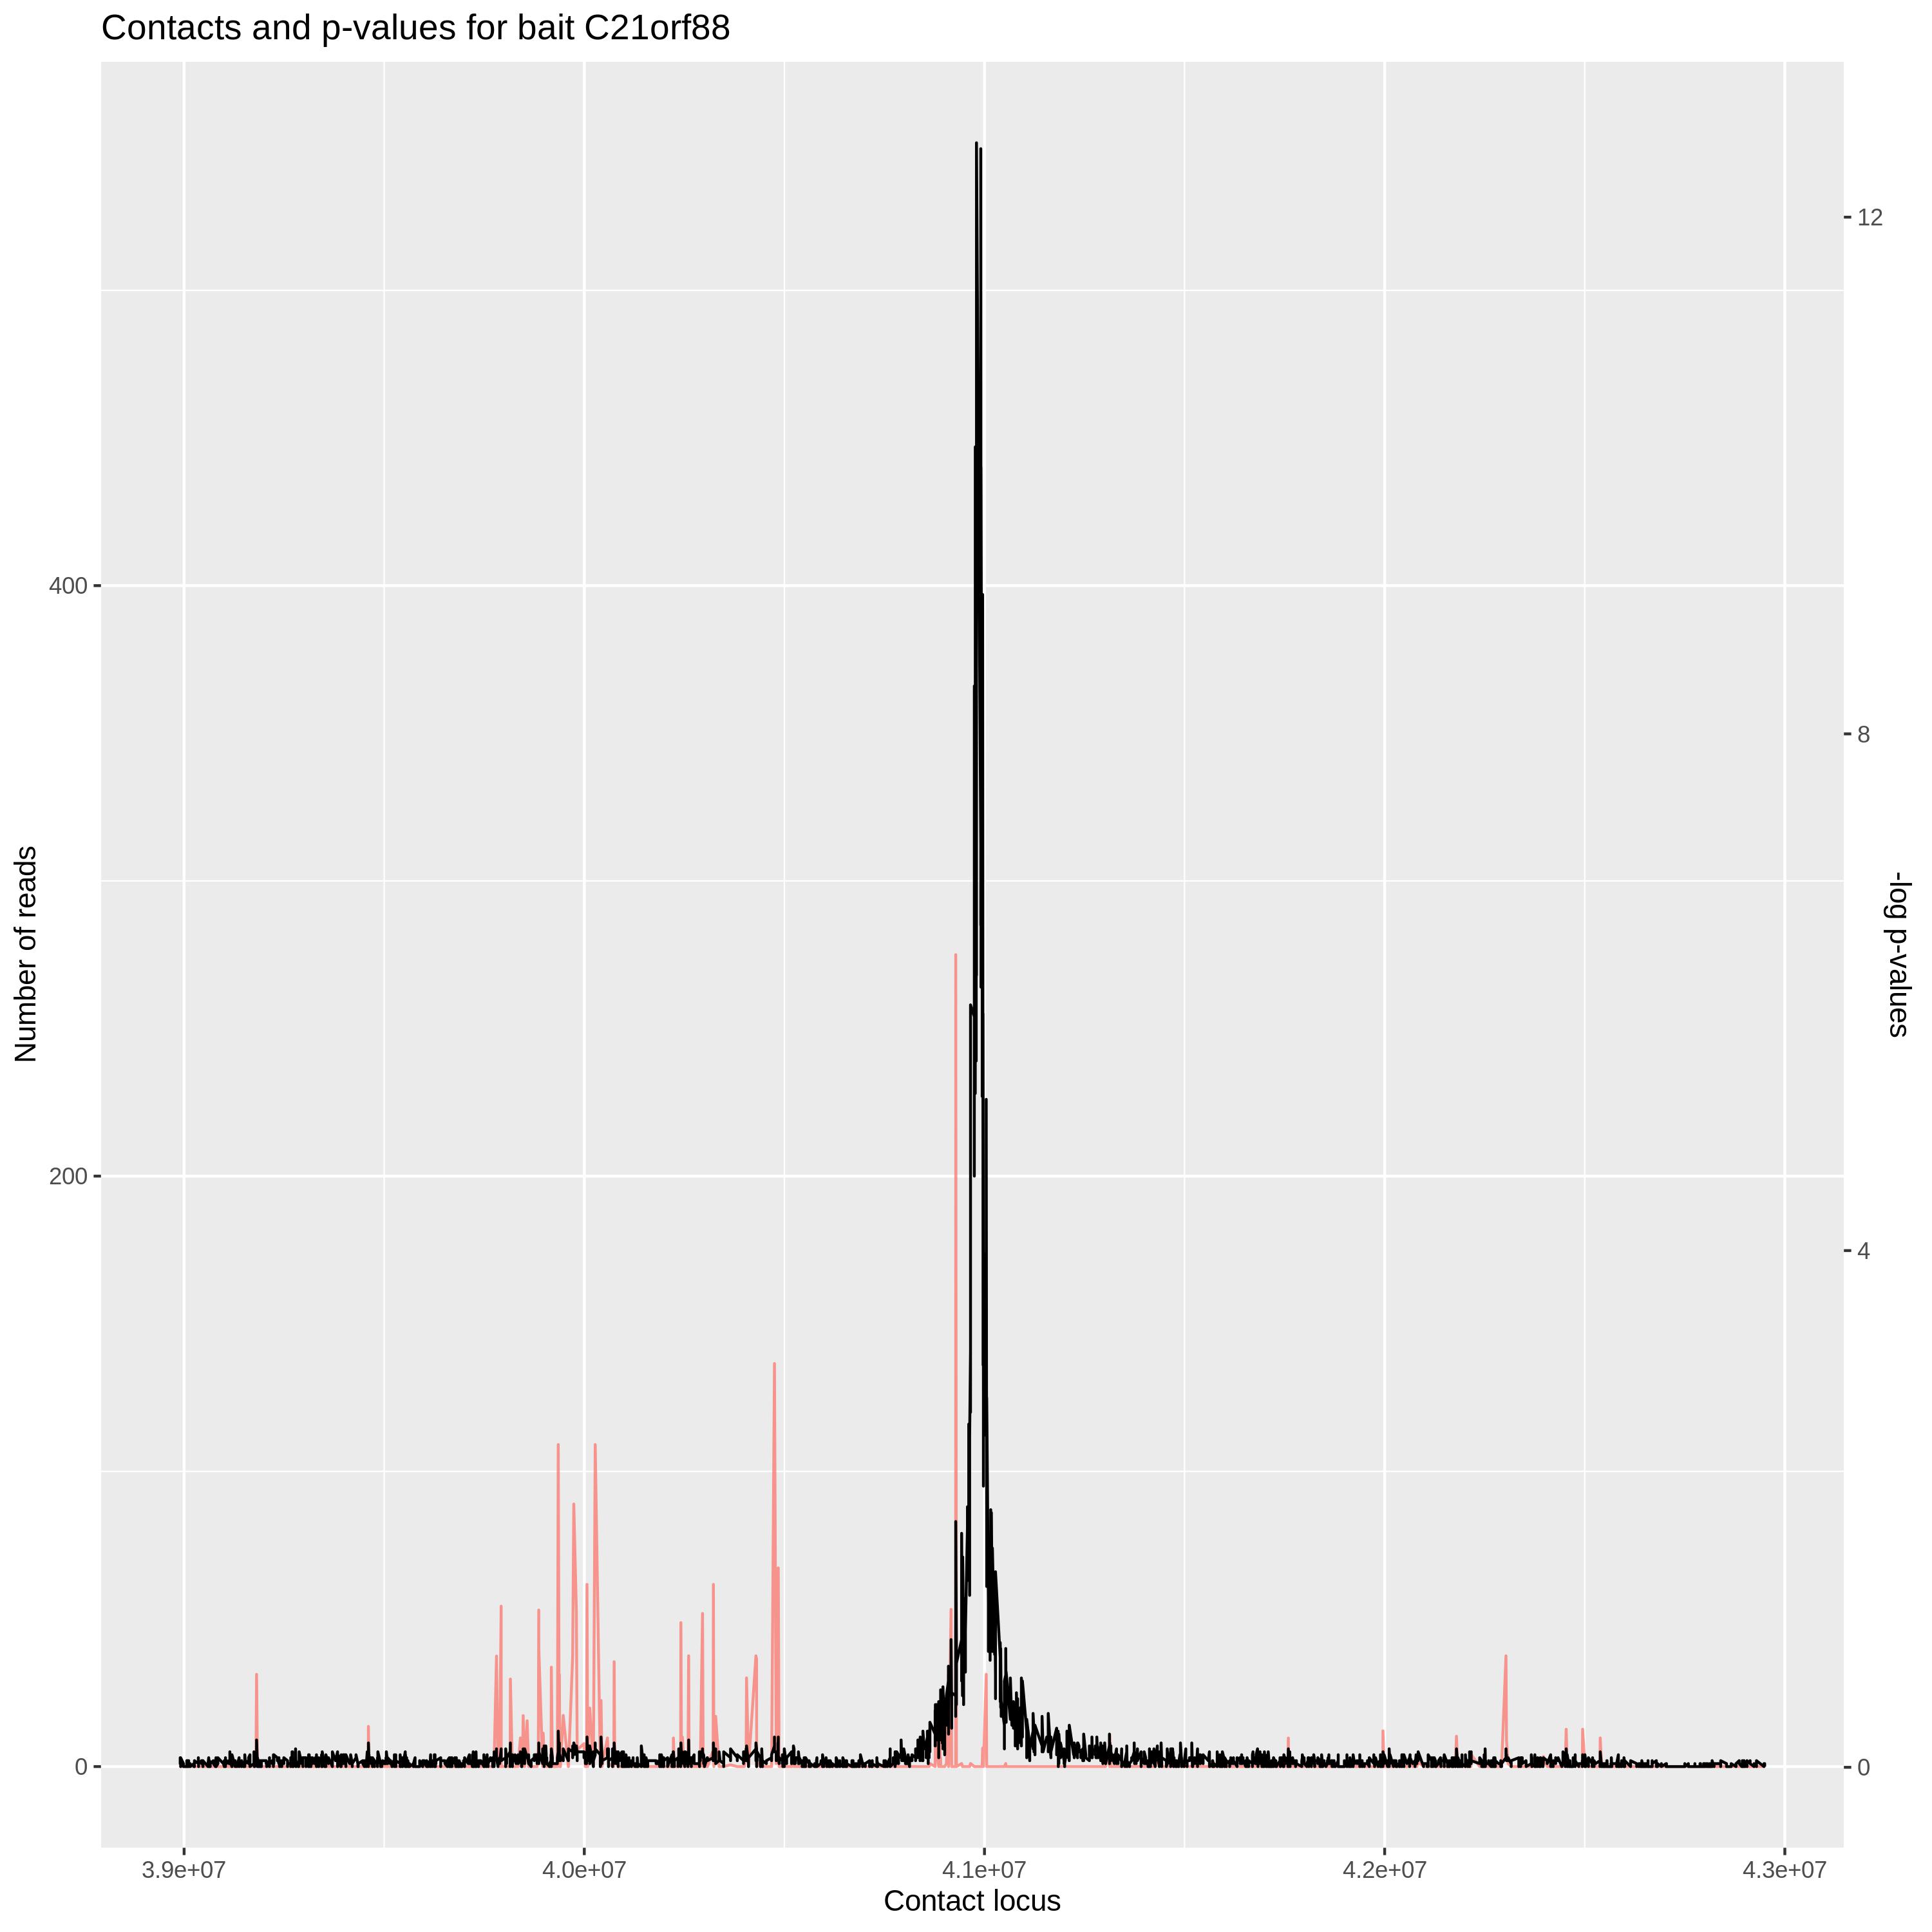 Contacts and p-values for bait C21orf88
12
400
8
Number of reads
-log p-values
200
4
0
0
3.9e+07
4.0e+07
4.1e+07
4.2e+07
4.3e+07
Contact locus